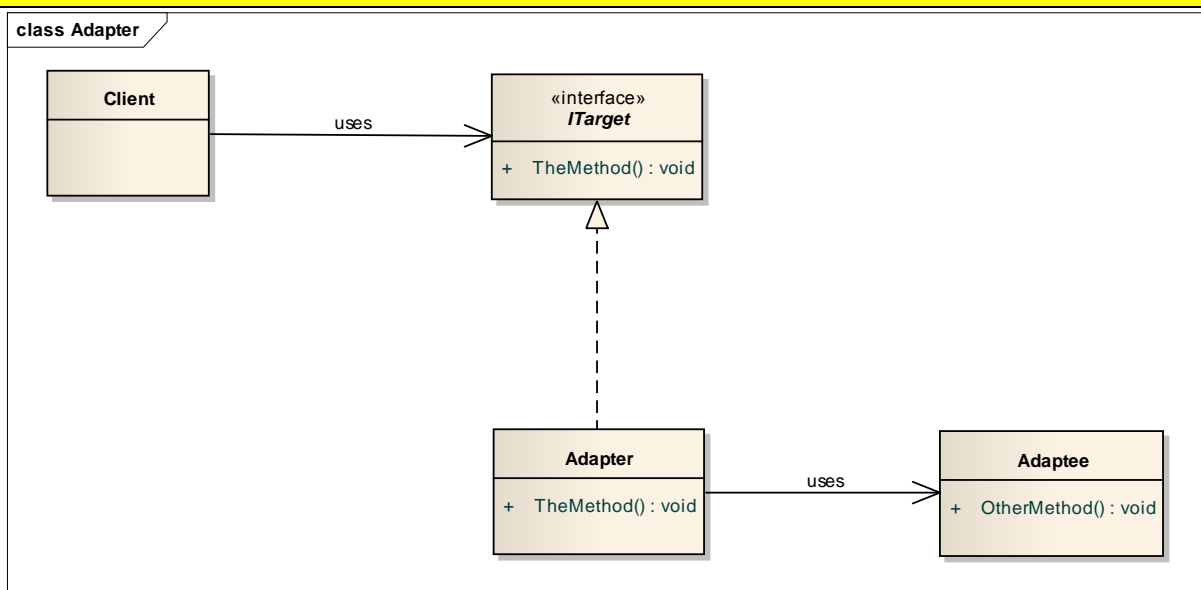 class Adapter
Client
uses
«interface»
ITarget
+ TheMethod() : void
Adapter
+ TheMethod() : void
uses
Adaptee
+ OtherMethod() : void